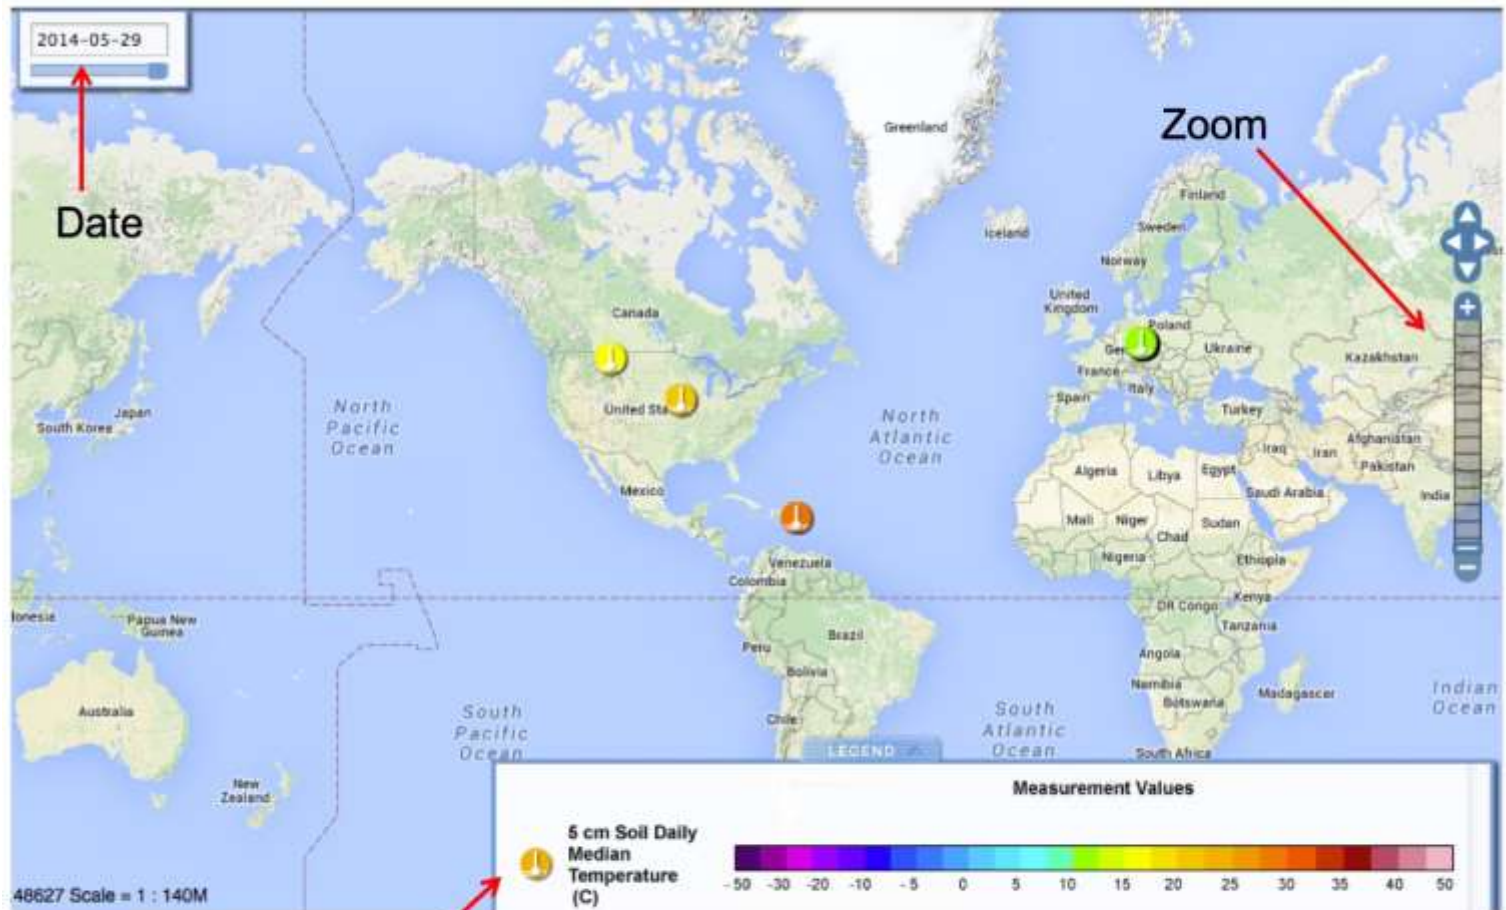 2014-05-29
Date
Zoom
Greenland
Iceland
Finland
Sweden
Norway
United
Kingdom
Poland
Ukraine
France
Italy
Spain
Turkey
Kazakhstan
Canada
United
Mexico
North
Pacific
Ocean
Japan
South Korea
North
Atlantic
Ocean
Algeria
Libya
Egypt
Iraq
Iran
Afghanistan
Pakistan
India
Saudi Arabia
Mali
Niger
Chad
Sudan
Nigeria
Ethiopia
Kenya
DR Congo
Tanzania
Angola
Namibia
Botswana
Madagascar
South Africa
Venezuela
Colombia
Brazil
Peru
Bolivia
Chile
Papua New
Guinea
Australia
New
Zealand
South
Pacific
Ocean
South
Atlantic
Ocean
Indian
Ocean
LEGEND
Measurement Values
5 cm Soil Daily
Median
Temperature
(C)
-50 -30 -20 -10 -5 0 5 10 15 20 25 30 35 40 50
48627 Scale = 1 : 140M